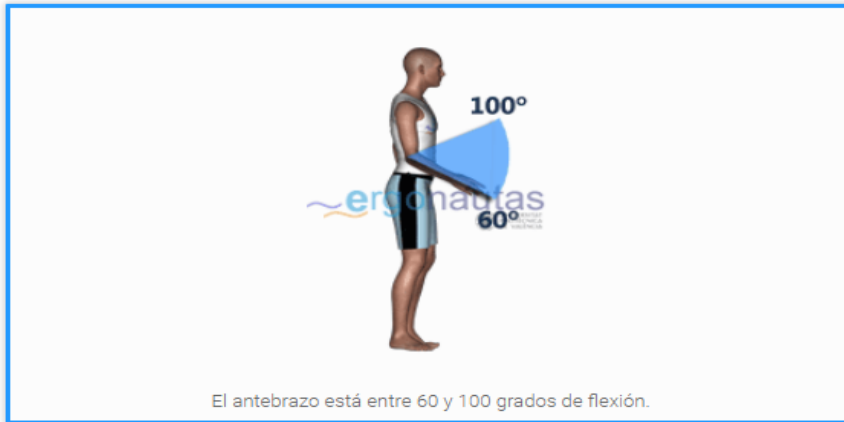 100º
ergonautas
60º
El antebrazo está entre 60 y 100 grados de flexión.